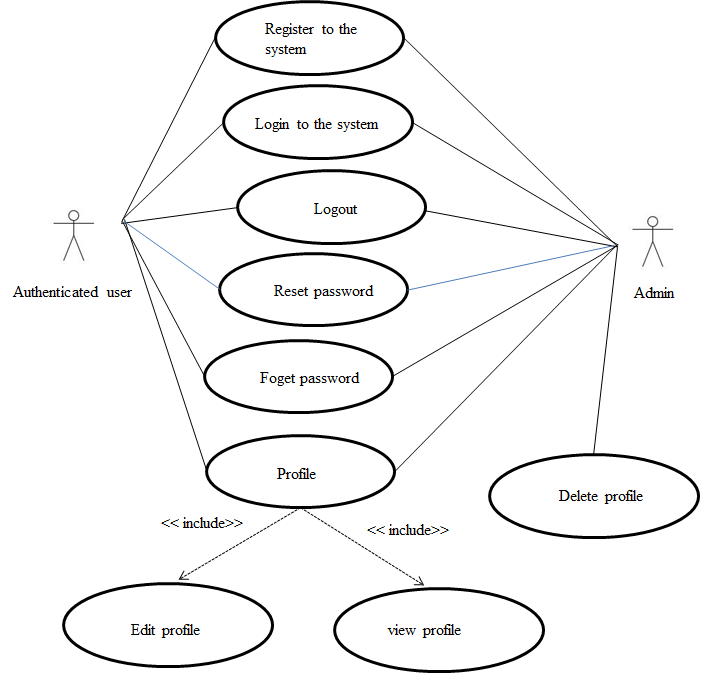 Register to the
system
Login to the system
Logout
Reset password
Authenticated user
Admin
Foget password
Profile
Delete profile
<< include>>
<< include>>
Edit profile
view profile